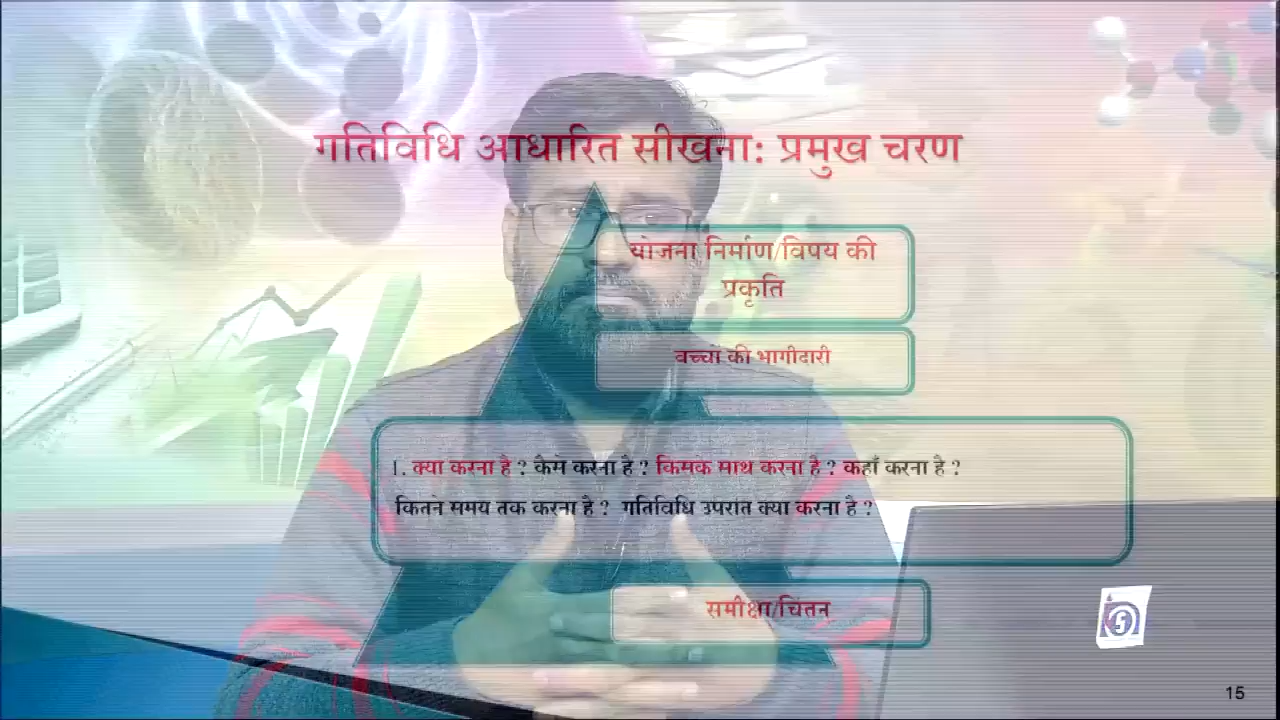 गतिविधि आधारित सीखना: प्रमुख चरण
योजना निर्माण/विषय की
प्रकृति
बच्चों की भागीदारी
1. क्या करना है ? कैसे करना है ? किसके साथ करना है ? कहाँ करना है ?
कितने समय तक करना है ? गतिविधि उपरांत क्या करना है ?
समीक्षा/चिंतन
15